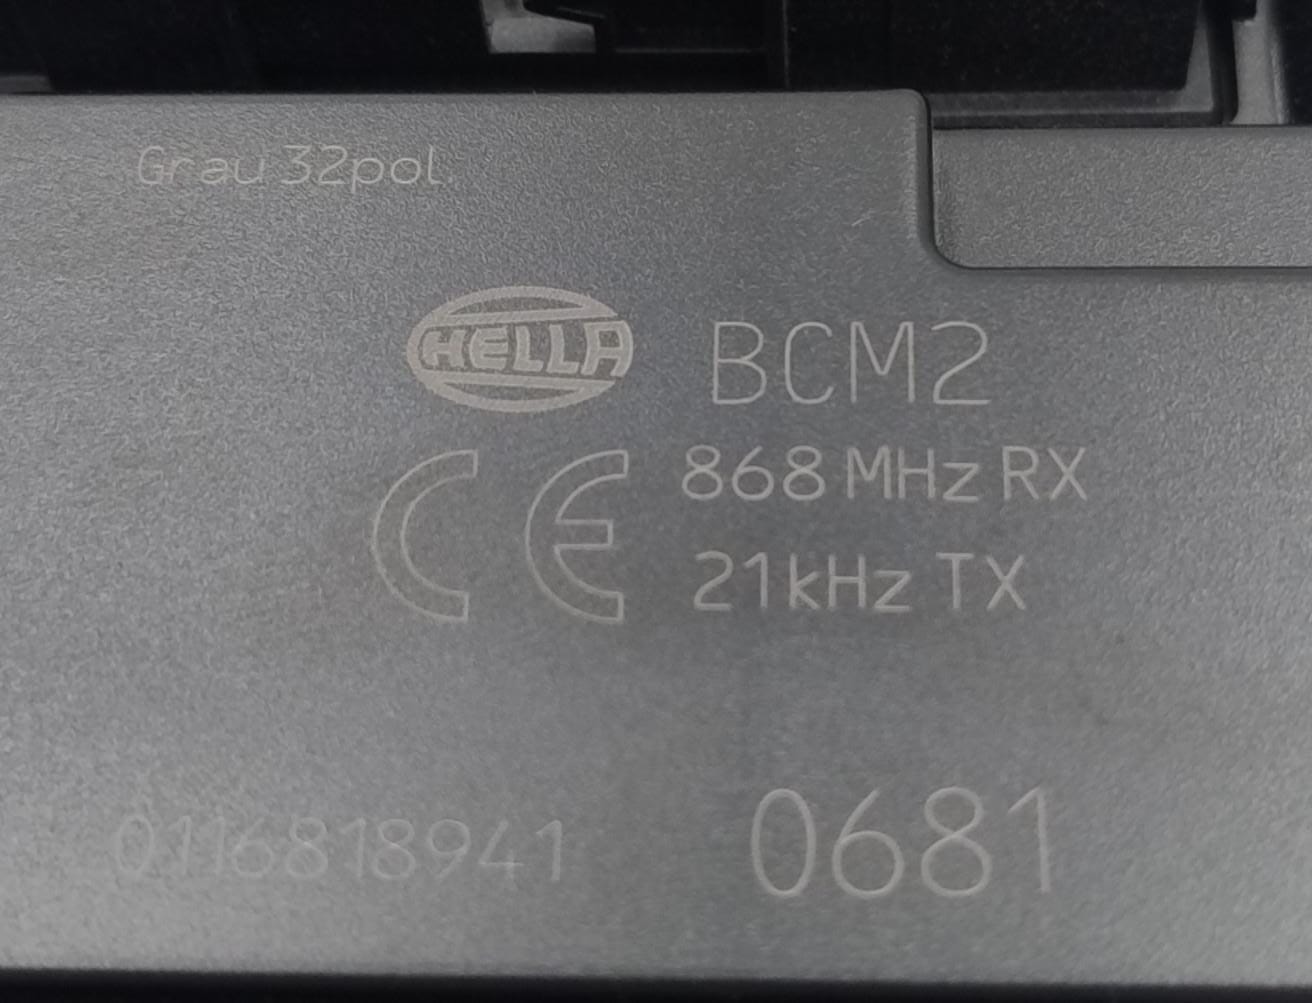 Grau 32pol.
HELLA BCM2
CE 868 MHz RX
21kHz TX
0116818941 0681